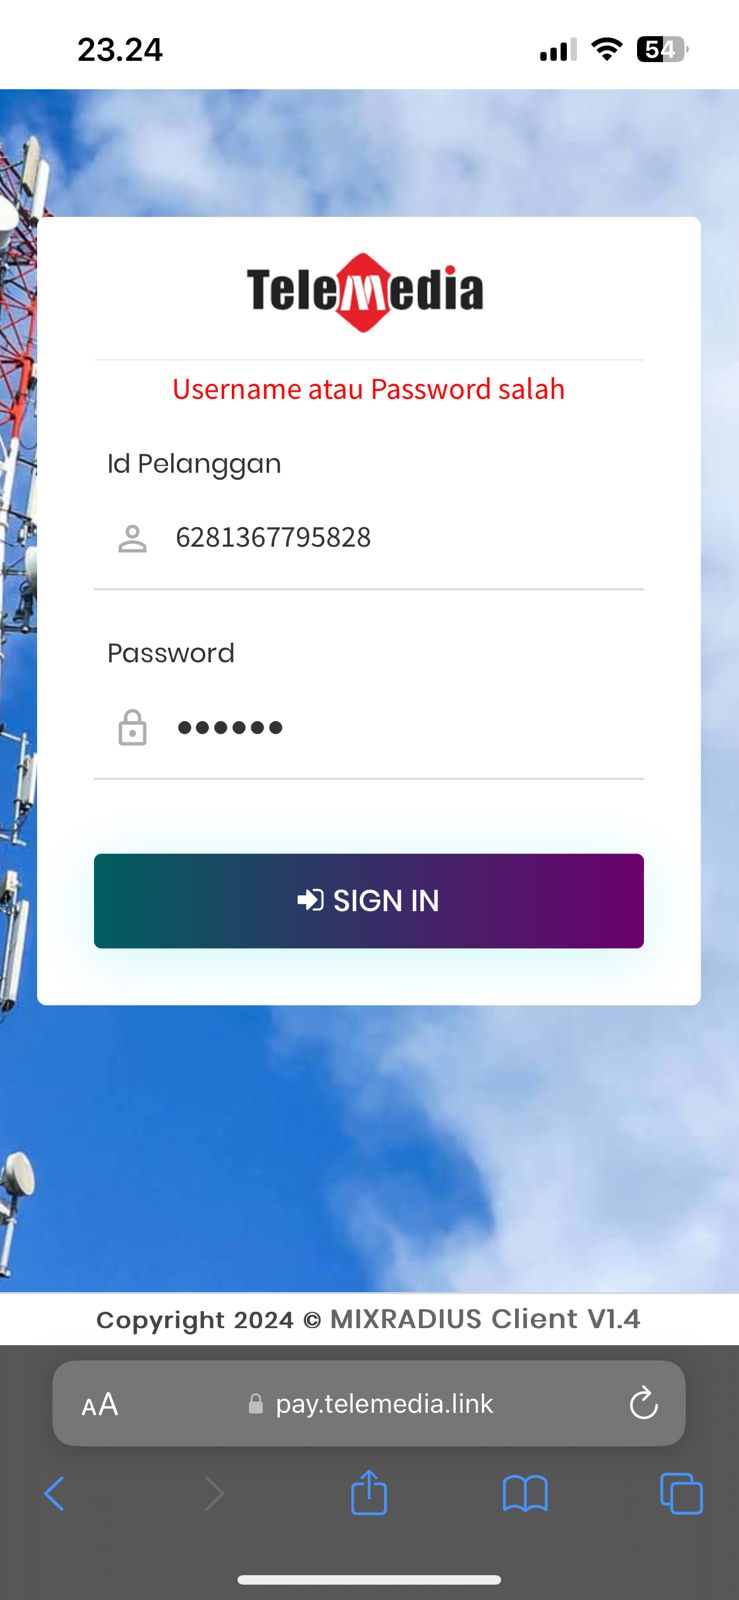 23.24
54
Telemedia
Username atau Password salah
Id Pelanggan
6281367795828
Password
••••••
SIGN IN
Copyright 2024 © MIXRADIUS Client V1.4
AA
pay.telemedia.link